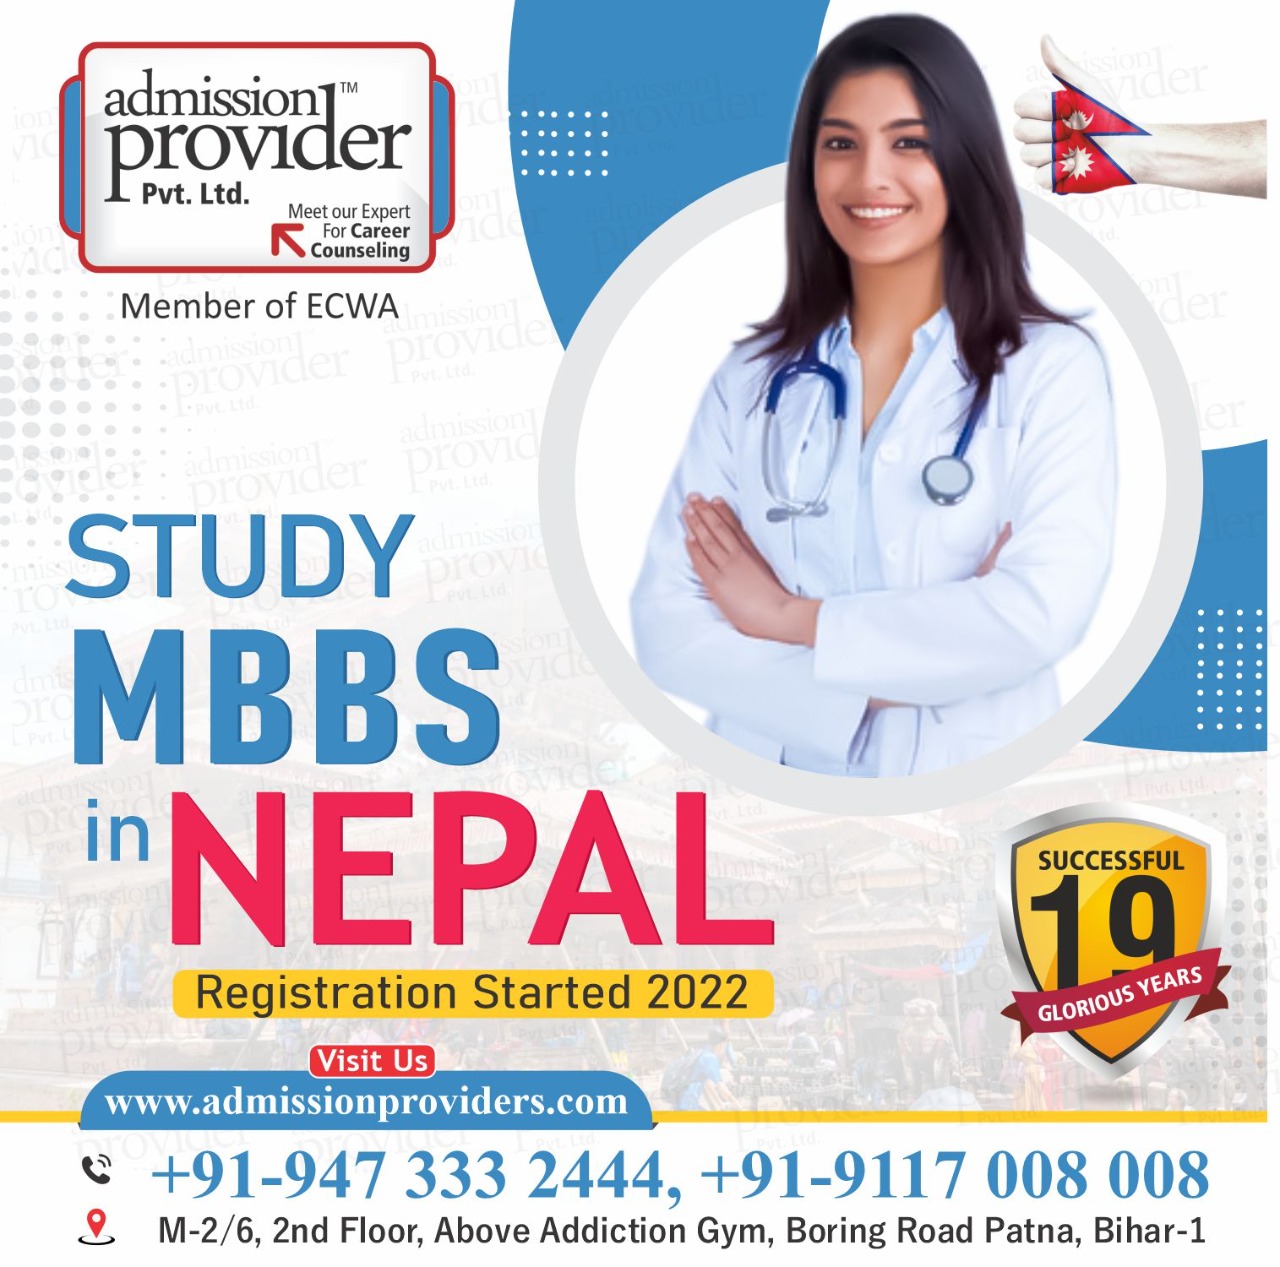 admission™
provider
Pvt. Ltd.
Meet our Expert
For Career
Counseling
Member of ECWA
STUDY
MBBS
in NEPAL
Registration Started 2022
SUCCESSFUL
19
GLORIOUS YEARS
Visit Us
www.admissionproviders.com
+91-947 333 2444, +91-9117 008 008
M-2/6, 2nd Floor, Above Addiction Gym, Boring Road Patna, Bihar-1